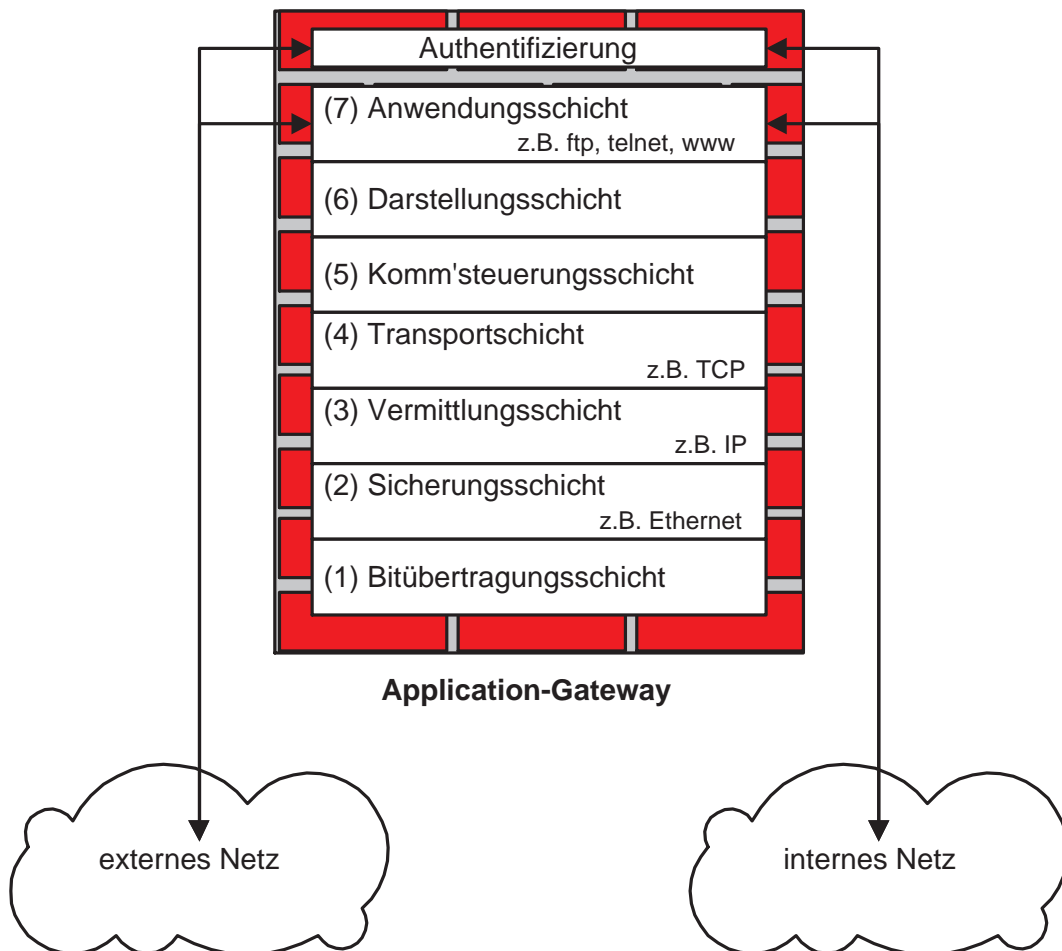 Authentifizierung
(7) Anwendungsschicht
z.B. ftp, telnet, www
(6) Darstellungsschicht
(5) Komm'steuerungsschicht
(4) Transportschicht
z.B. TCP
(3) Vermittlungsschicht
z.B. IP
(2) Sicherungsschicht
z.B. Ethernet
(1) Bitübertragungsschicht
Application-Gateway
externes Netz
internes Netz